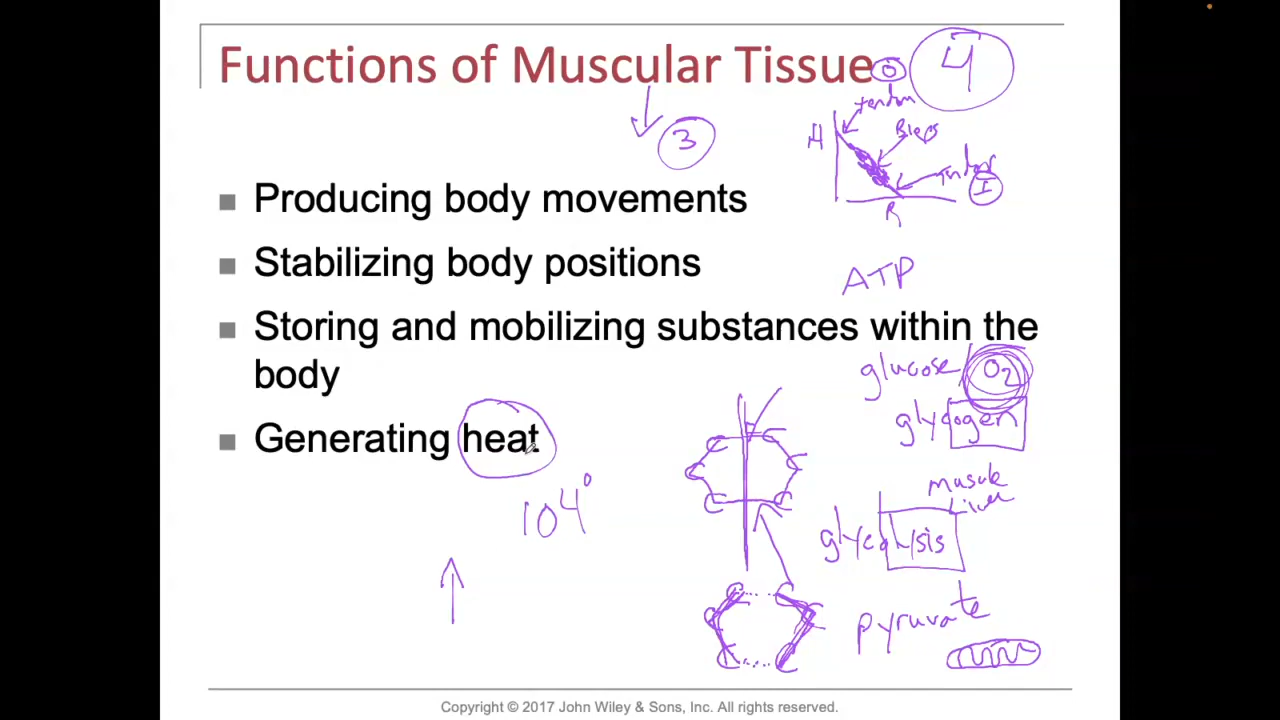 Functions of Muscular Tissue
O
4
tendon
3
H
Biceps
I
R
Producing body movements
Stabilizing body positions
ATP
Storing and mobilizing substances within the
body
glucose O2
glycogen
Generating heat
C C
C C
C C
muscle
Liver
104°
glycolysis
C C
C C
C C
pyruvate
Copyright © 2017 John Wiley & Sons, Inc. All rights reserved.